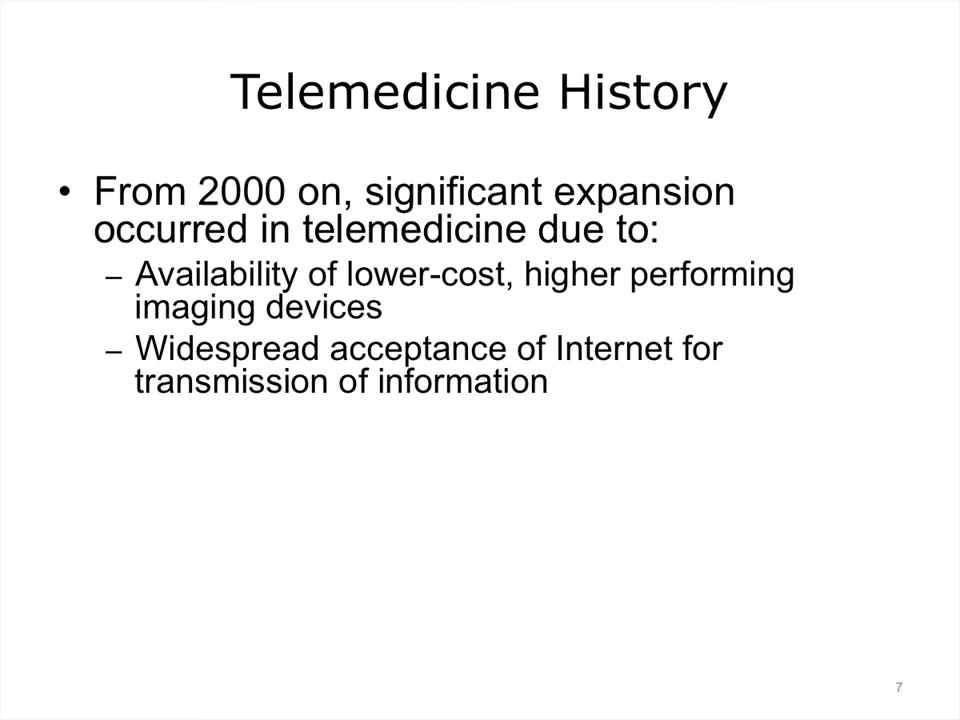 Telemedicine History
• From 2000 on, significant expansion
occurred in telemedicine due to:
– Availability of lower-cost, higher performing
imaging devices
– Widespread acceptance of Internet for
transmission of information
7